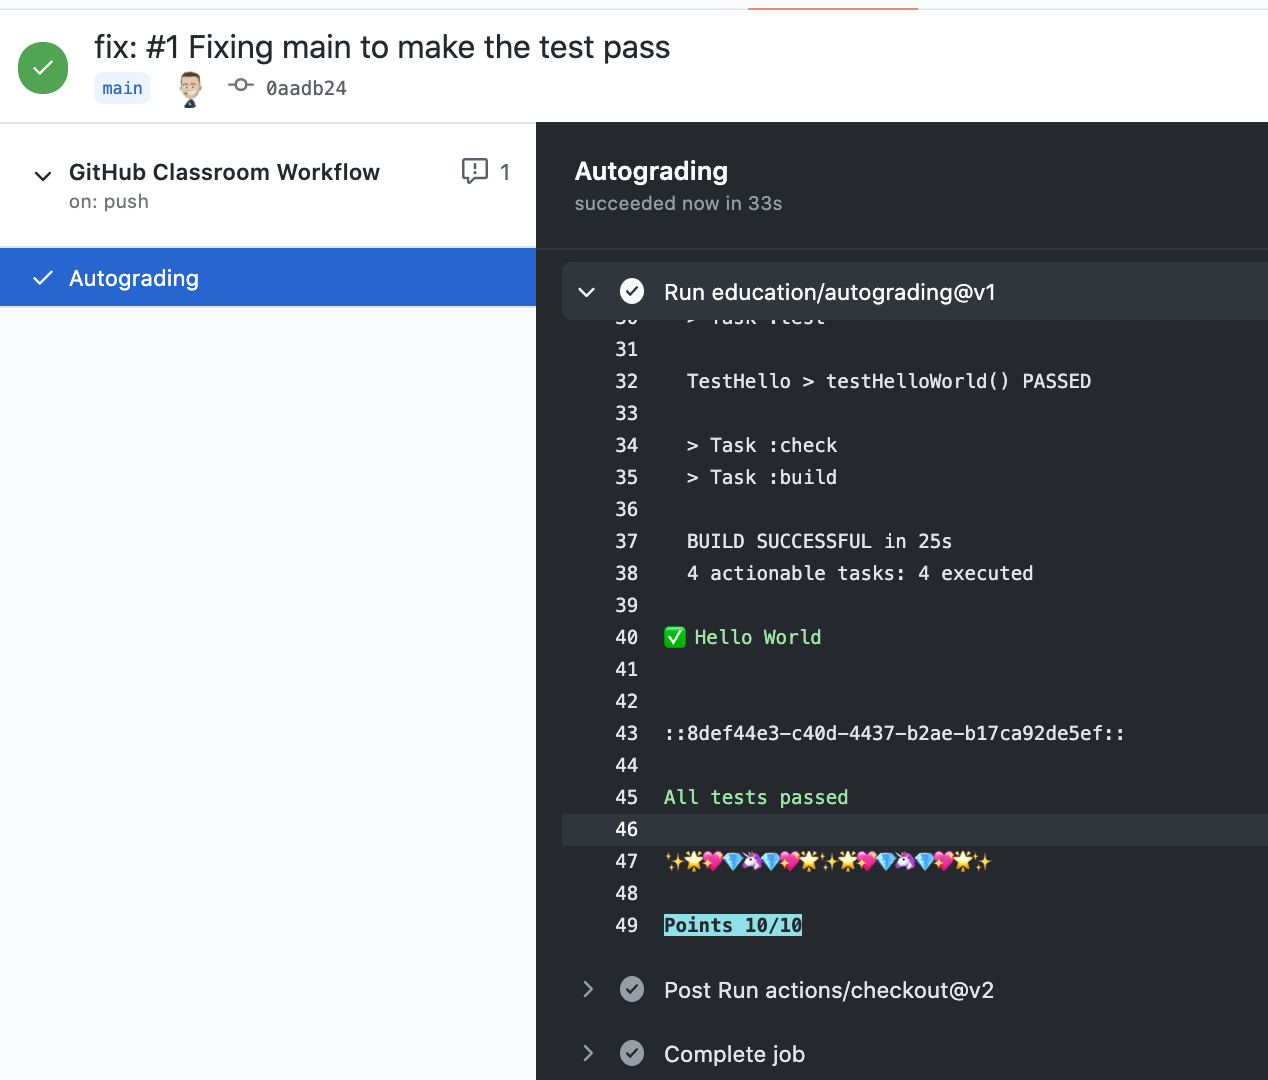 fix: #1 Fixing main to make the test pass
main 0aadb24
GitHub Classroom Workflow 1
on: push
Autograding
Autograding
succeeded now in 33s
Run education/autograding@v1
30 > Task :test
31
32 TestHello > testHelloWorld() PASSED
33
34 > Task :check
35 > Task :build
36
37 BUILD SUCCESSFUL in 25s
38 4 actionable tasks: 4 executed
39
40 ✅ Hello World
41
42
43 ::8def44e3-c40d-4437-b2ae-b17ca92de5ef::
44
45 All tests passed
46
47 ✨🌟💖💎🦄💎💖🌟✨🌟💖💎🦄💎💖🌟✨
48
49 Points 10/10
Post Run actions/checkout@v2
Complete job